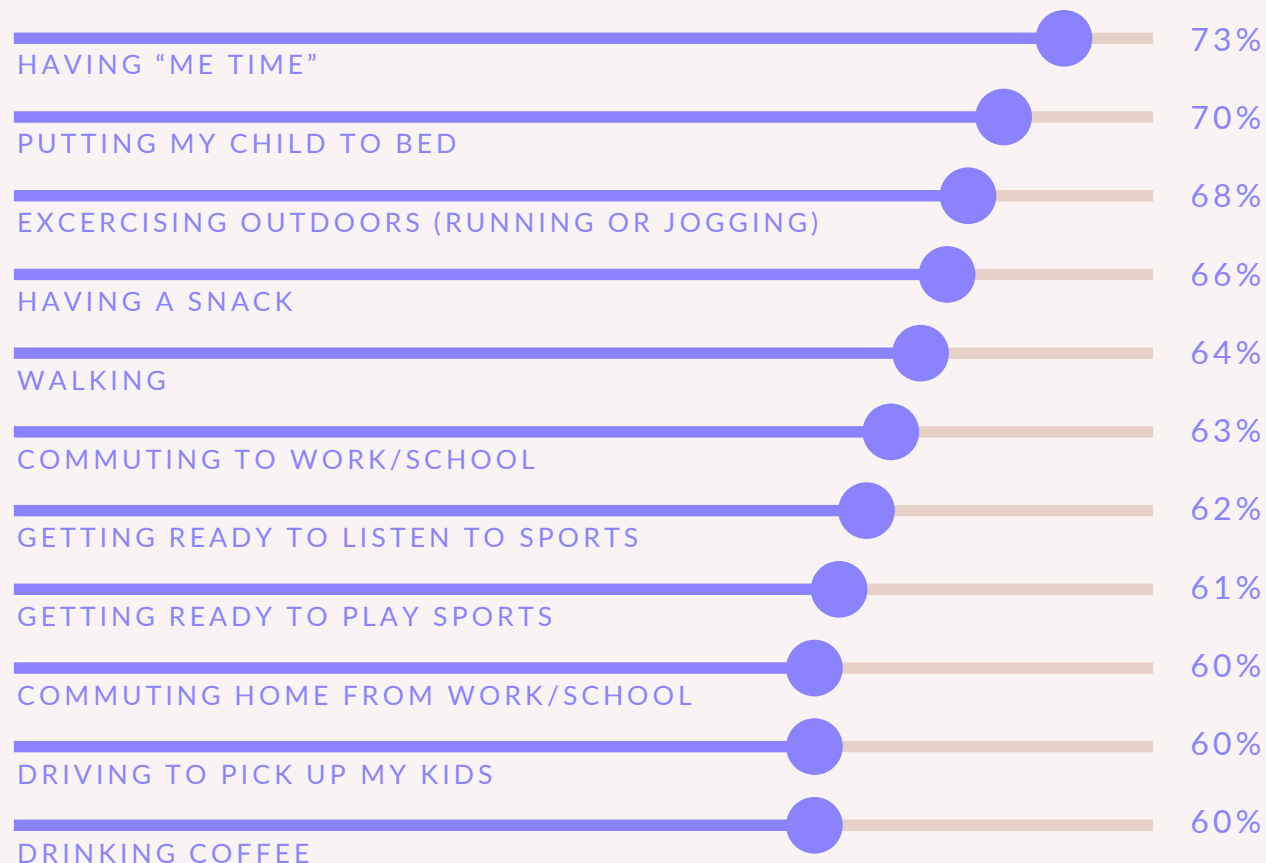 73%
HAVING “ME TIME”
70%
PUTTING MY CHILD TO BED
68%
EXCERCISING OUTDOORS (RUNNING OR JOGGING)
66%
HAVING A SNACK
64%
WALKING
63%
COMMUTING TO WORK/SCHOOL
62%
GETTING READY TO LISTEN TO SPORTS
61%
GETTING READY TO PLAY SPORTS
60%
COMMUTING HOME FROM WORK/SCHOOL
60%
DRIVING TO PICK UP MY KIDS
60%
DRINKING COFFEE